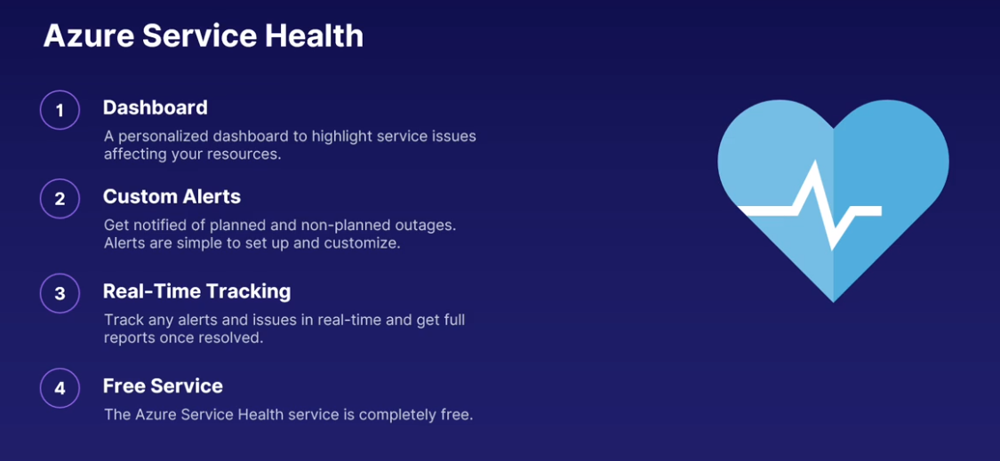 Azure Service Health
1
Dashboard
A personalized dashboard to highlight service issues
affecting your resources.
2
Custom Alerts
Get notified of planned and non-planned outages.
Alerts are simple to set up and customize.
3
Real-Time Tracking
Track any alerts and issues in real-time and get full
reports once resolved.
4
Free Service
The Azure Service Health service is completely free.